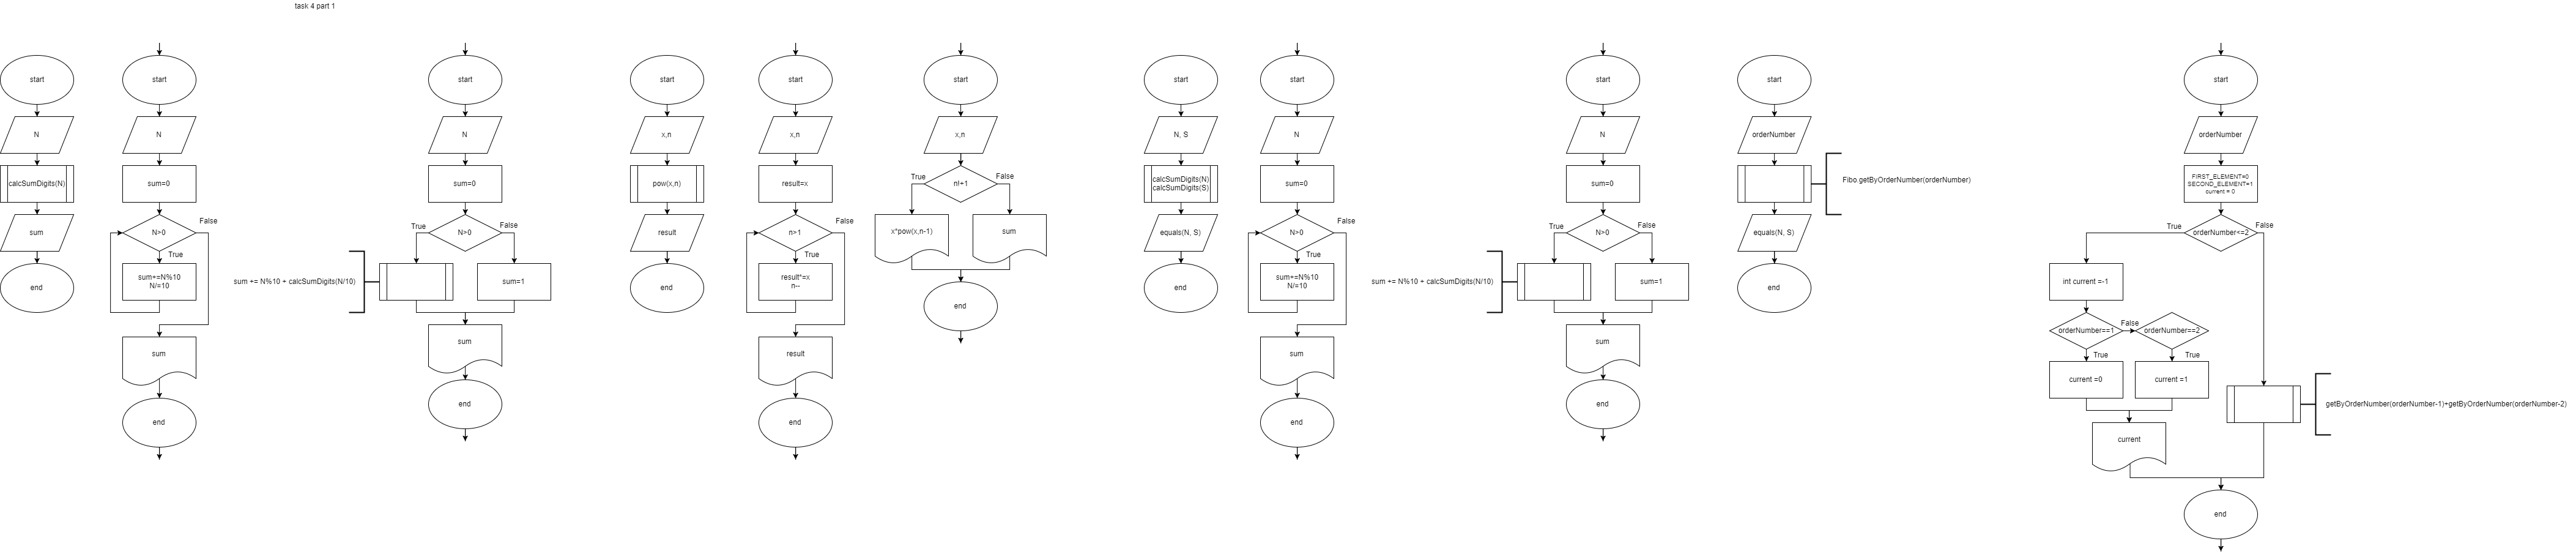 task 4 part 1
start
N
calcSumDigits(N)
sum
end
start
N
sum=0
N>0
False
True
sum+=N%10
N/=10
sum
end
start
N
sum=0
N>0
True
False
sum += N%10 + calcSumDigits(N/10)
sum=1
sum
end
start
x,n
pow(x,n)
result
end
start
x,n
result=x
n>1
False
True
result*=x
n--
result
end
start
x,n
n!+1
True
False
x*pow(x,n-1)
sum
end
start
N, S
calcSumDigits(N)
calcSumDigits(S)
equals(N, S)
end
start
N
sum=0
N>0
False
True
sum+=N%10
N/=10
sum
end
start
N
sum=0
N>0
True
False
sum += N%10 + calcSumDigits(N/10)
sum=1
sum
end
start
orderNumber
Fibo.getByOrderNumber(orderNumber)
equals(N, S)
end
start
orderNumber
FIRST_ELEMENT=0
SECOND_ELEMENT=1
current = 0
orderNumber<=2
True
False
int current =-1
orderNumber==1
False
orderNumber==2
True
True
current =0
current =1
getByOrderNumber(orderNumber-1)+getByOrderNumber(orderNumber-2)
current
end